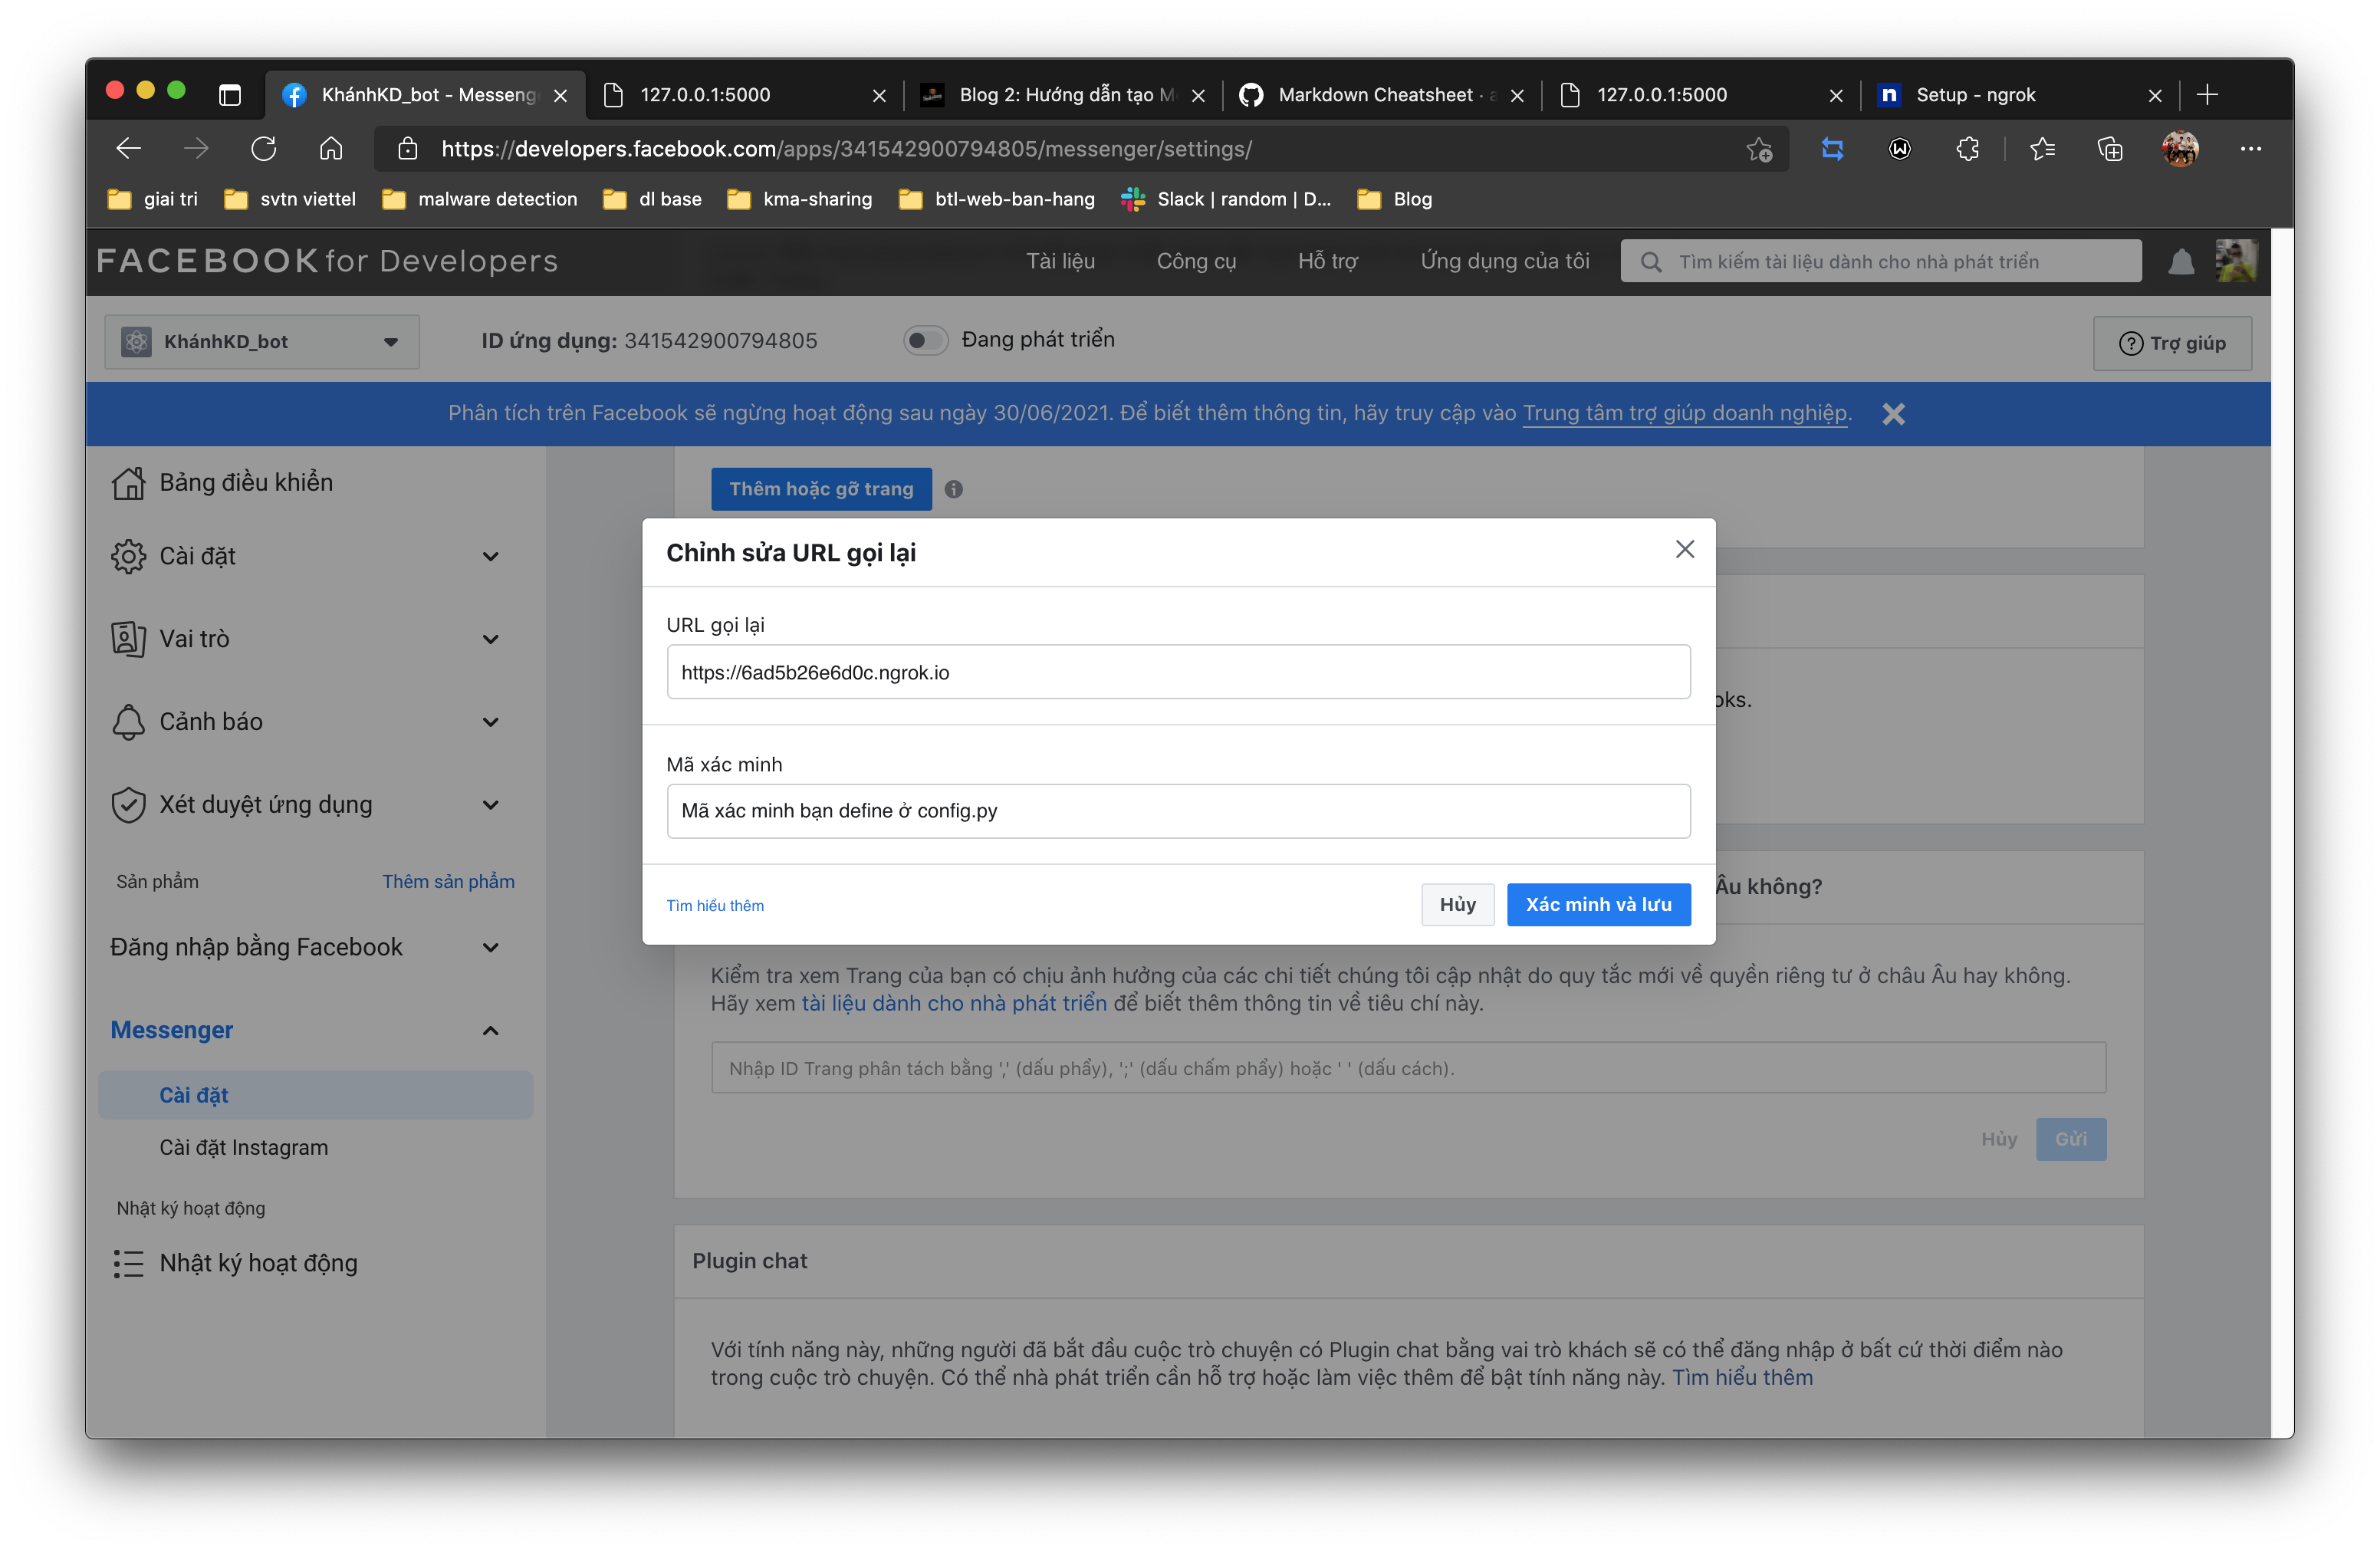 KhánhKD_bot - Messeng
127.0.0.1:5000
Blog 2: Hướng dẫn tạo M
Markdown Cheatsheet · a
127.0.0.1:5000
Setup - ngrok
https://developers.facebook.com/apps/341542900794805/messenger/settings/
giai tri
svtn viettel
malware detection
dl base
kma-sharing
btl-web-ban-hang
Slack | random | D...
Blog
FACEBOOK for Developers
Tài liệu
Công cụ
Hỗ trợ
Ứng dụng của tôi
Tìm kiếm tài liệu dành cho nhà phát triển
KhánhKD_bot
ID ứng dụng: 341542900794805
Đang phát triển
Trợ giúp
Phân tích trên Facebook sẽ ngừng hoạt động sau ngày 30/06/2021. Để biết thêm thông tin, hãy truy cập vào Trung tâm trợ giúp doanh nghiệp.
Bảng điều khiển
Cài đặt
Vai trò
Cảnh báo
Xét duyệt ứng dụng
Sản phẩm
Thêm sản phẩm
Đăng nhập bằng Facebook
Messenger
Cài đặt
Cài đặt Instagram
Nhật ký hoạt động
Nhật ký hoạt động
Thêm hoặc gỡ trang
Chỉnh sửa URL gọi lại
URL gọi lại
https://6ad5b26e6d0c.ngrok.io
oks.
Mã xác minh
Mã xác minh bạn define ở config.py
Tìm hiểu thêm
Hủy
Xác minh và lưu
Âu không?
Kiểm tra xem Trang của bạn có chịu ảnh hưởng của các chi tiết chúng tôi cập nhật do quy tắc mới về quyền riêng tư ở châu Âu hay không.
Hãy xem tài liệu dành cho nhà phát triển để biết thêm thông tin về tiêu chí này.
Nhập ID Trang phân tách bằng ',' (dấu phẩy), ';' (dấu chấm phẩy) hoặc ' ' (dấu cách).
Hủy
Gửi
Plugin chat
Với tính năng này, những người đã bắt đầu cuộc trò chuyện có Plugin chat bằng vai trò khách sẽ có thể đăng nhập ở bất cứ thời điểm nào
trong cuộc trò chuyện. Có thể nhà phát triển cần hỗ trợ hoặc làm việc thêm để bật tính năng này. Tìm hiểu thêm